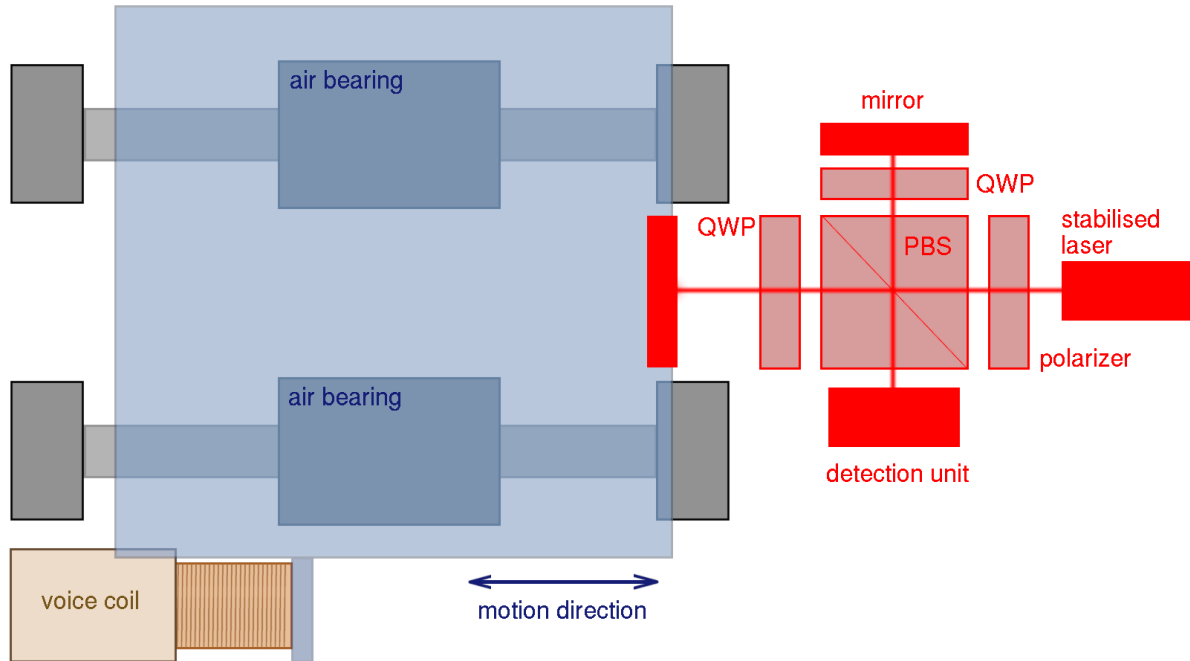 air bearing
mirror
QWP
QWP
PBS
stabilised
laser
polarizer
air bearing
detection unit
voice coil
motion direction